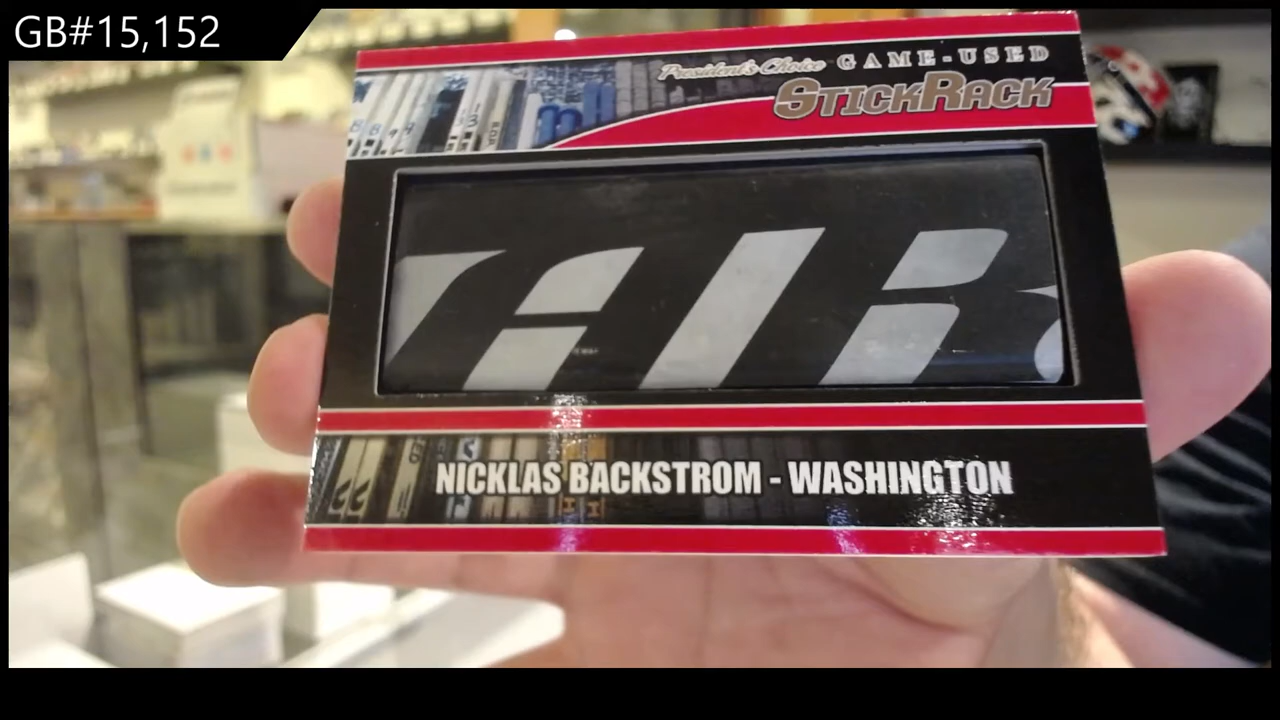 GB#15,152
President's Choice GAME-USED
STICKRACK
NICKLAS BACKSTROM - WASHINGTON